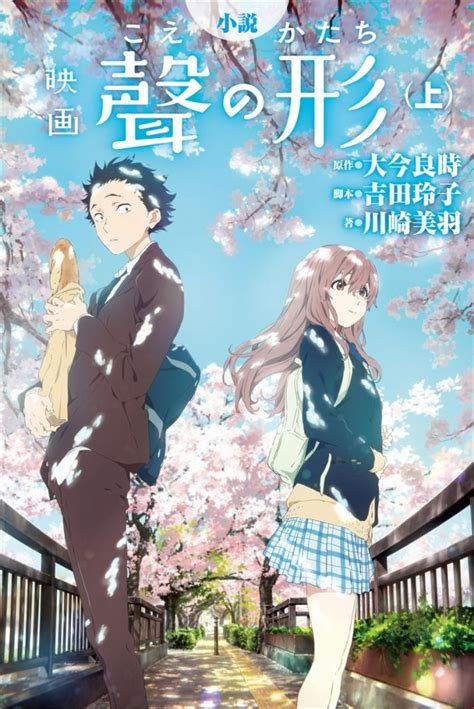 小説
こえ かたち
映画 聲の形(上)
原作●大今良時
脚本●吉田玲子
著●川崎美羽